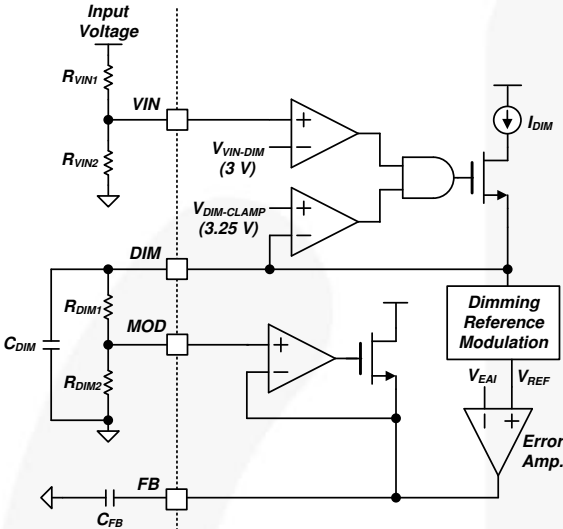 Input
Voltage
RVIN1
VIN
RVIN2
VVIN-DIM
(3 V)
+
−
IDIM
VDIM-CLAMP
(3.25 V)
+
−
DIM
RDIM1
MOD
CDIM
RDIM2
+
−
Dimming
Reference
Modulation
VEAI
VREF
−
+
Error
Amp.
FB
CFB